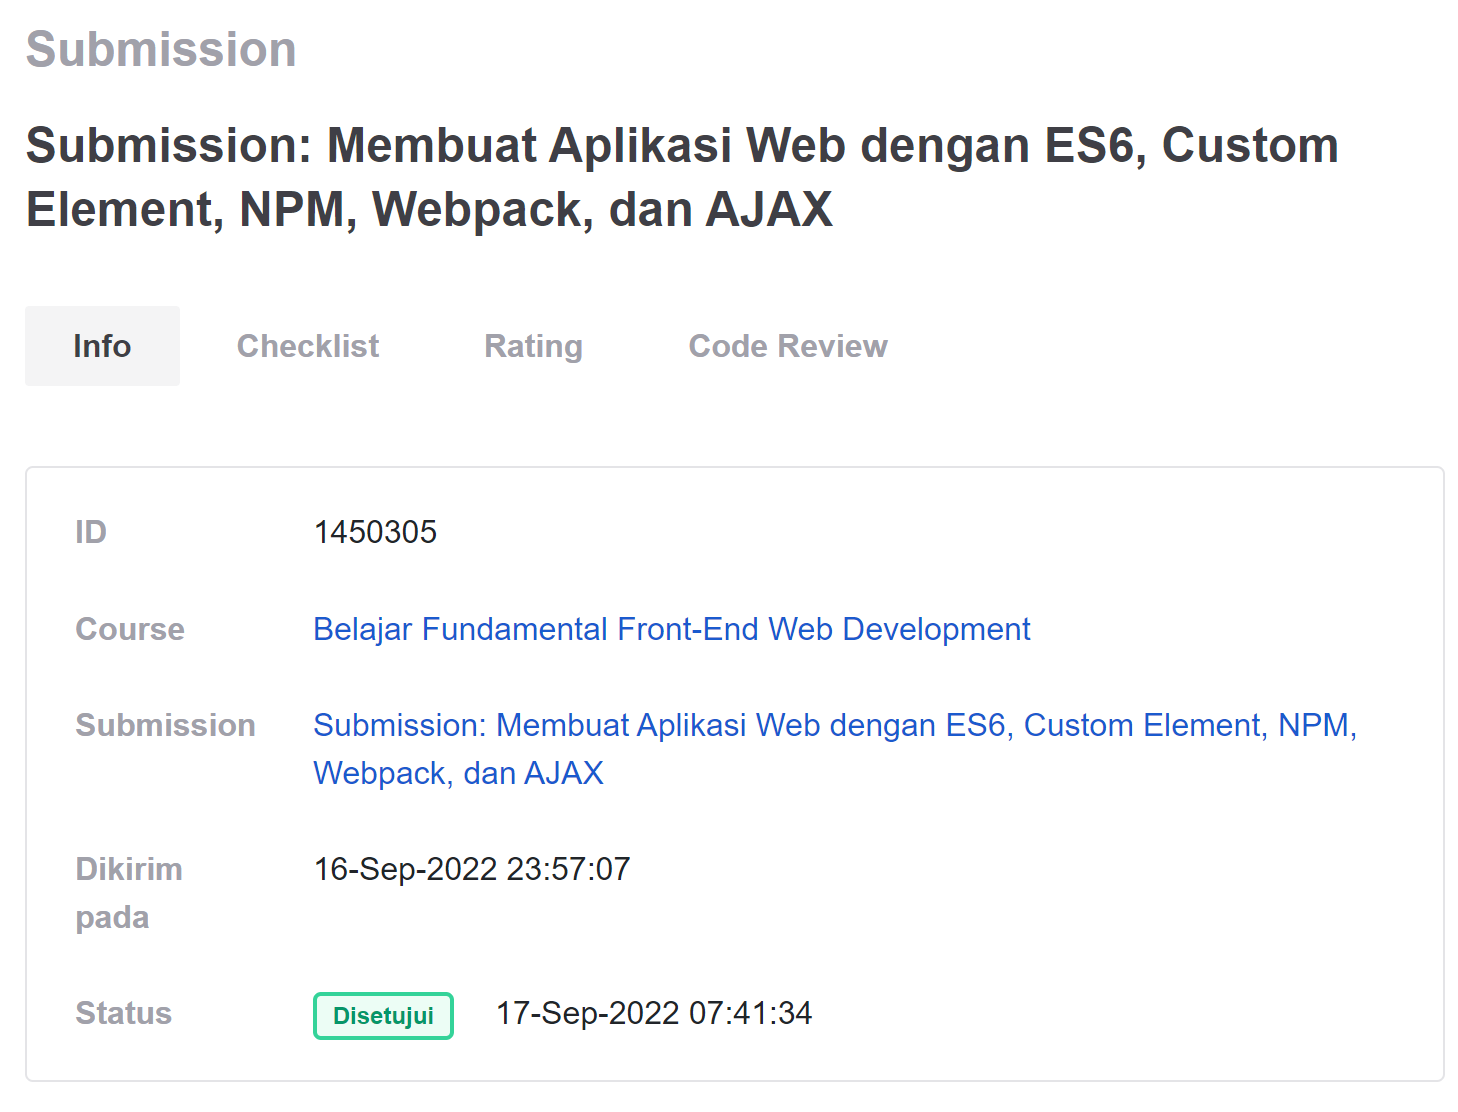 Submission
Submission: Membuat Aplikasi Web dengan ES6, Custom
Element, NPM, Webpack, dan AJAX
Info Checklist Rating Code Review
ID 1450305
Course Belajar Fundamental Front-End Web Development
Submission Submission: Membuat Aplikasi Web dengan ES6, Custom Element, NPM,
Webpack, dan AJAX
Dikirim 16-Sep-2022 23:57:07
pada
Status Disetujui 17-Sep-2022 07:41:34